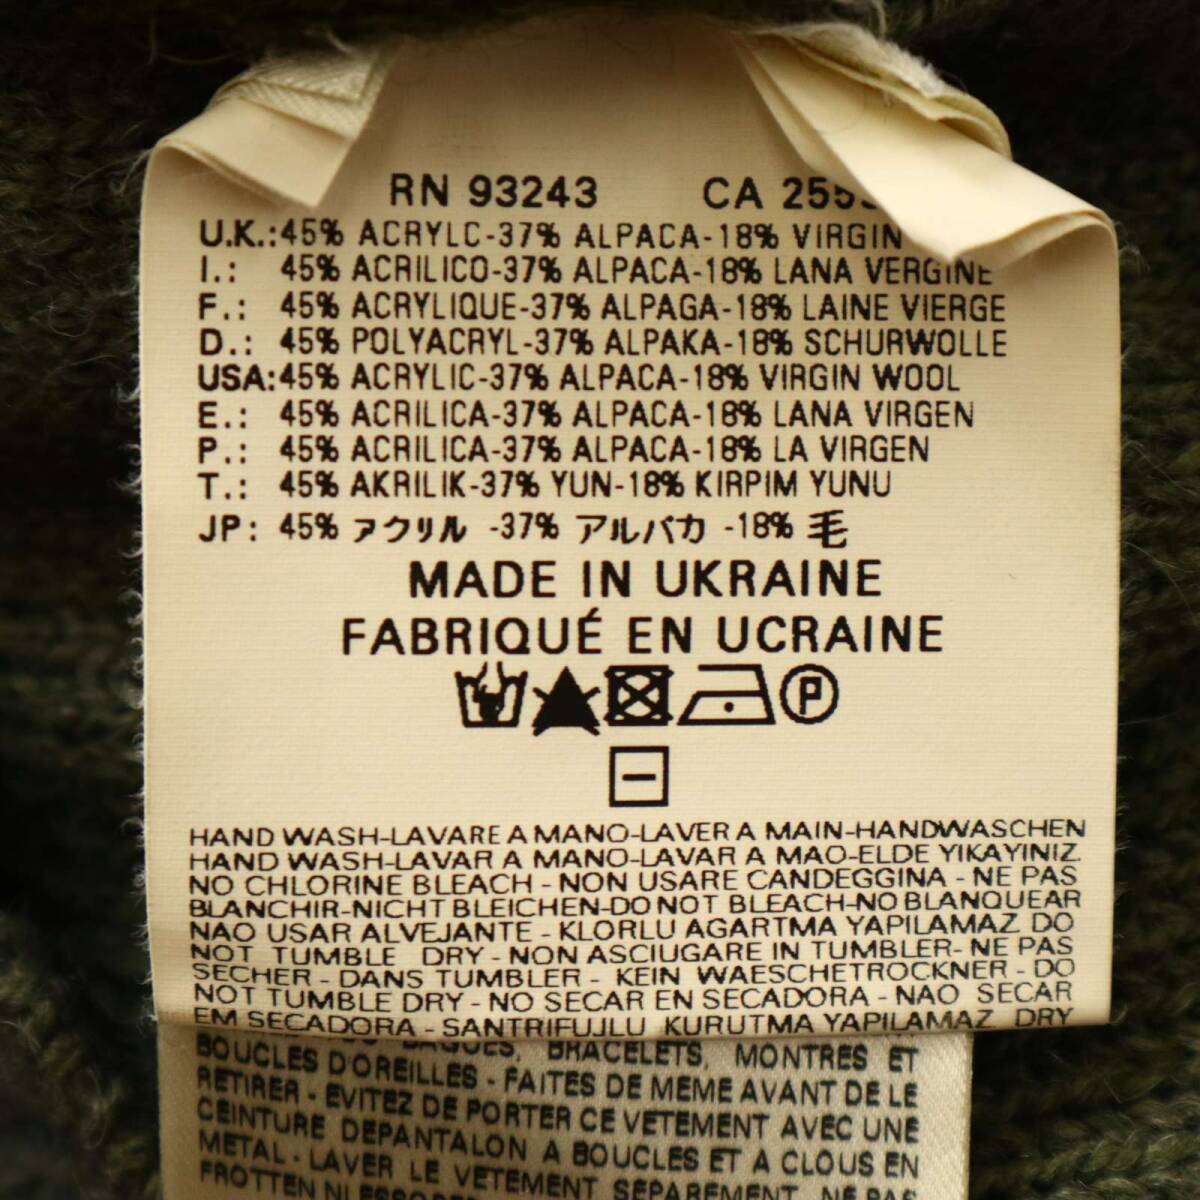 RN 93243 CA
U.K.:45% ACRYLC-37% ALPACA-18% VIRGIN
I.: 45% ACRILICO-37% ALPACA-18% LANA VERGINE
F.: 45% ACRYLIQUE-37% ALPAGA-18% LAINE VIERGE
D.: 45% POLYACRYL-37% ALPAKA-18% SCHURWOLLE
USA:45% ACRYLIC-37% ALPACA-18% VIRGIN WOOL
E.: 45% ACRILICA-37% ALPACA-18% LANA VIRGEN
P.: 45% ACRILICA-37% ALPACA-18% LA VIRGEN
T.: 45% AKRILIK-37% YUN-18% KIRPIM YUNU
JP: 45% アクリル -37% アルパカ -18% 毛
MADE IN UKRAINE
FABRIQUÉ EN UCRAINE
P
HAND WASH-LAVARE A MANO-LAVER A MAIN-HANDWASCHEN
HAND WASH-LAVAR A MANO-LAVAR A MAO-ELDE YIKAYINIZ.
NO CHLORINE BLEACH - NON USARE CANDEGGINA - NE PAS
BLANCHIR-NICHT BLEICHEN-DO NOT BLEACH-NO BLANQUEAR
NAO USAR ALVEJANTE - KLORLU AGARTMA YAPILAMAZ DO
NOT TUMBLE DRY - NON ASCIUGARE IN TUMBLER- NE PAS
SECHER - DANS TUMBLER - KEIN WAESCHETROCKNER - DO
NOT TUMBLE DRY - NO SECAR EN SECADORA - NAO SECAR
EM SECADORA - SANTRIFUJLU KURUTMA YAPILAMAZ DRY
BAGUES, BRACELETS, MONTRES ET
BOUCLES D'OREILLES - FAITES DE MEME AVANT DE LE
RETIRER - EVITEZ DE PORTER CE VETEMENT AVEC UNE
CEINTURE DEPANTALON A BOUCLES ET A CLOUS EN
METAL - LAVER LE VETEMENT SEPAREMENT NE PAS
FROTTEN NI